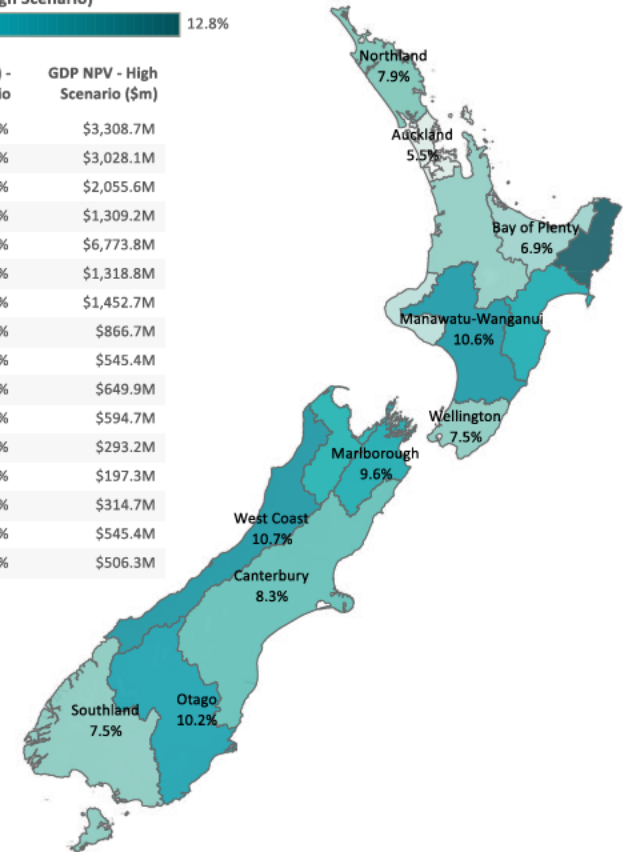 gh Scenario)
12.8%
) -
io
GDP NPV - High
Scenario ($m)
% $3,308.7M
% $3,028.1M
% $2,055.6M
% $1,309.2M
% $6,773.8M
% $1,318.8M
% $1,452.7M
% $866.7M
% $545.4M
% $649.9M
% $594.7M
% $293.2M
% $197.3M
% $314.7M
% $545.4M
% $506.3M
Northland
7.9%
Auckland
5.5%
Bay of Plenty
6.9%
Manawatu-Wanganui
10.6%
Wellington
7.5%
Marlborough
9.6%
West Coast
10.7%
Canterbury
8.3%
Otago
10.2%
Southland
7.5%